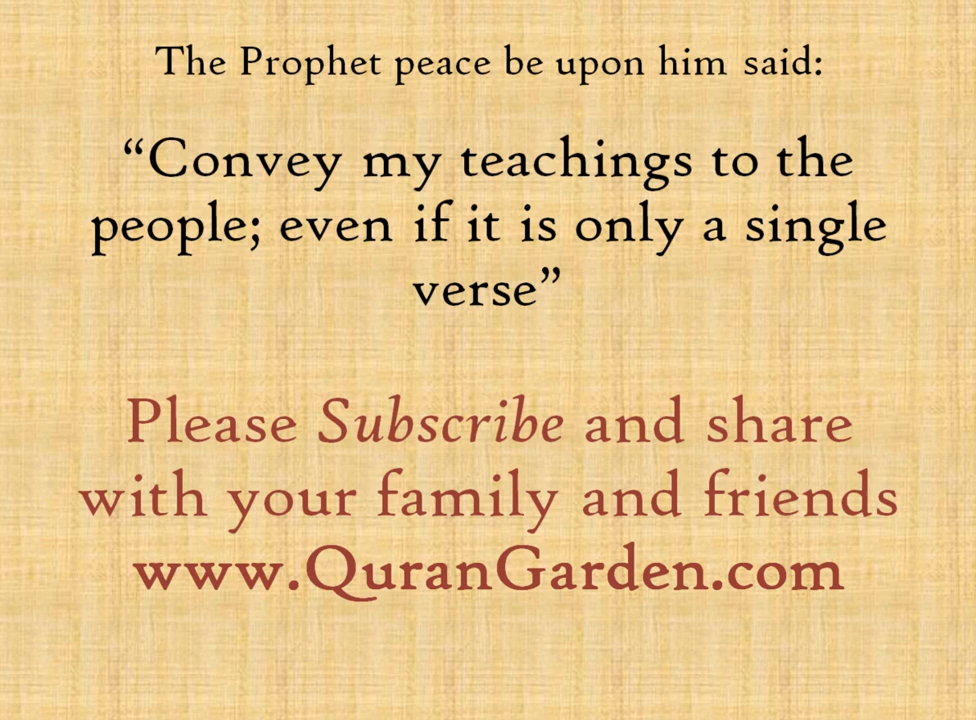 The Prophet peace be upon him said:
“Convey my teachings to the
people; even if it is only a single
verse”
Please Subscribe and share
with your family and friends
www.QuranGarden.com